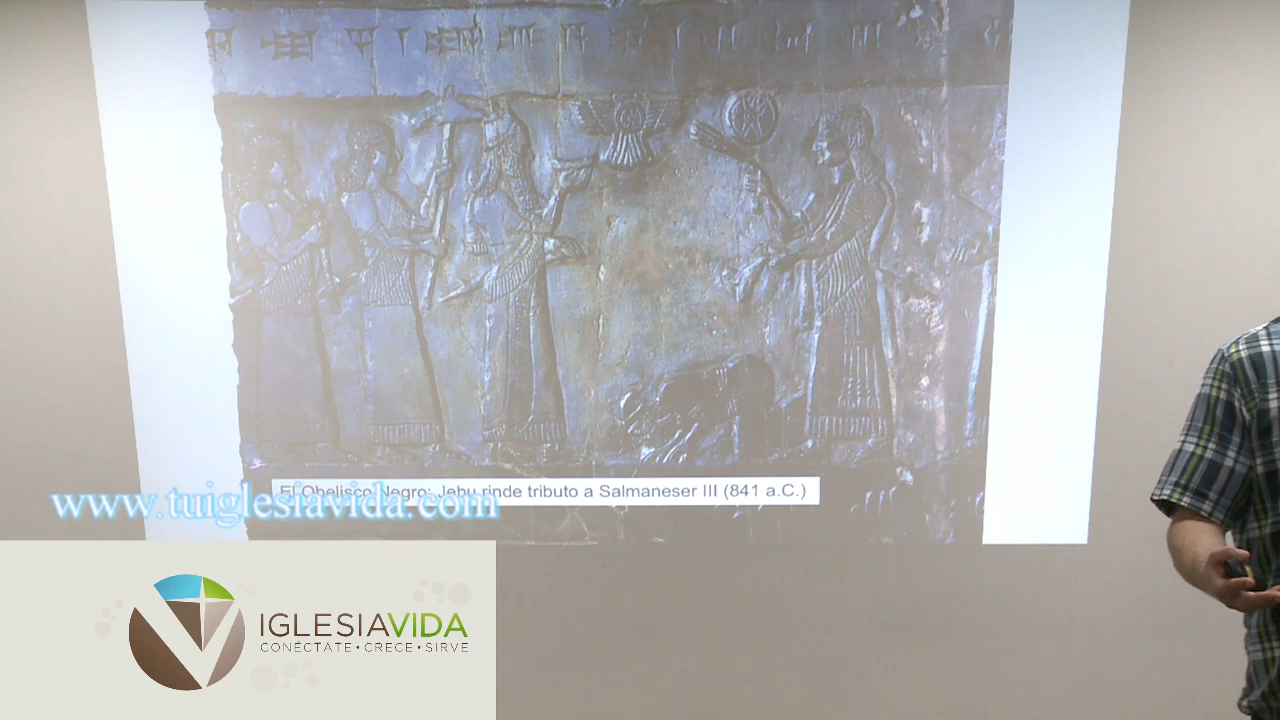 El Obelisco Negro: Jehu rinde tributo a Salmaneser III (841 a.C.)
www.tuiglesiavida.com
IGLESIAVIDA
CONÉCTATE • CRECE • SIRVE